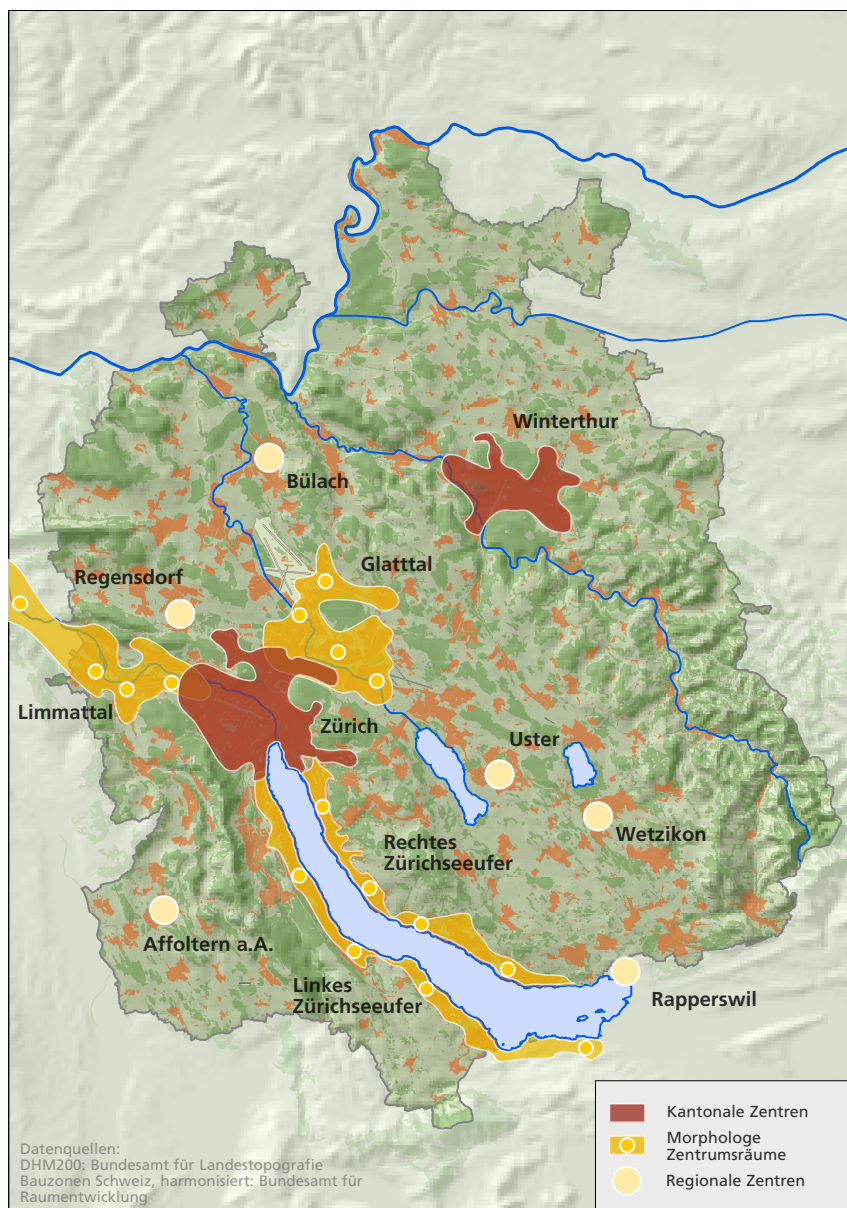 Winterthur
Bülach
Glatttal
Regensdorf
Limmattal
Zürich
Uster
Wetzikon
Rechtes
Zürichseeufer
Affoltern a.A.
Linkes
Zürichseeufer
Rapperswil
Kantonale Zentren
Morphologe
Zentrumsräume
Regionale Zentren
Datenquellen:
DHM200: Bundesamt für Landestopografie
Bauzonen Schweiz, harmonisiert: Bundesamt für
Raumentwicklung